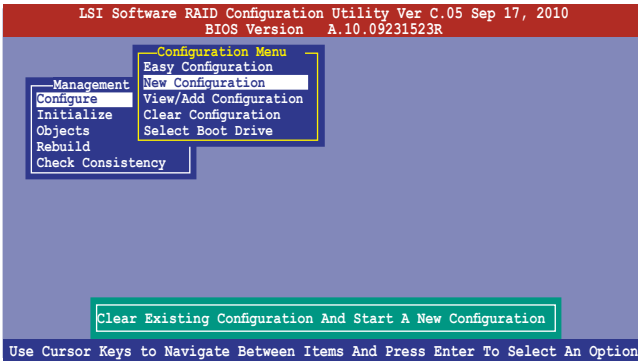 LSI Software RAID Configuration Utility Ver C.05 Sep 17, 2010
BIOS Version A.10.09231523R
Configuration Menu
Easy Configuration
New Configuration
View/Add Configuration
Clear Configuration
Select Boot Drive
Management
Configure
Initialize
Objects
Rebuild
Check Consistency
Clear Existing Configuration And Start A New Configuration
Use Cursor Keys to Navigate Between Items And Press Enter To Select An Option